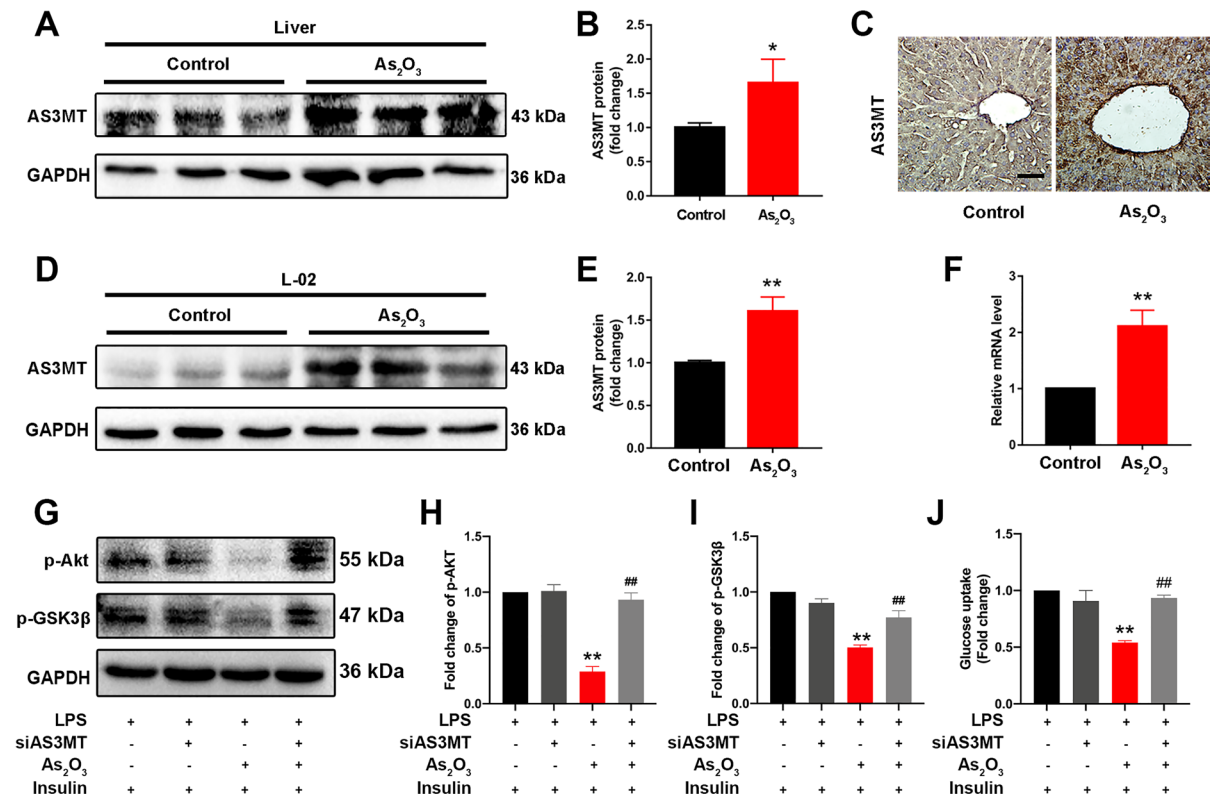 A
Liver
Control As₂O₃
AS3MT 43 kDa
GAPDH 36 kDa
B
AS3MT protein
(fold change)
2.5
2.0
1.5
1.0
0.5
0.0
*
Control As₂O₃
C
AS3MT
Control As₂O₃
D
L-02
Control As₂O₃
AS3MT 43 kDa
GAPDH 36 kDa
E
AS3MT protein
(fold change)
2.0
1.5
1.0
0.5
0.0
**
Control As₂O₃
F
Relative mRNA level
3
2
1
0
**
Control As₂O₃
G
p-Akt 55 kDa
p-GSK3β 47 kDa
GAPDH 36 kDa
LPS + + + +
siAS3MT - + - +
As₂O₃ - - + +
Insulin + + + +
H
Fold change of p-AKT
1.5
1.0
0.5
0.0
** ##
LPS + + + +
siAS3MT - + - +
As₂O₃ - - + +
Insulin + + + +
I
Fold change of p-GSK3β
1.5
1.0
0.5
0.0
** ##
LPS + + + +
siAS3MT - + - +
As₂O₃ - - + +
Insulin + + + +
J
Glucose uptake
(Fold change)
1.5
1.0
0.5
0.0
** ##
LPS + + + +
siAS3MT - + - +
As₂O₃ - - + +
Insulin + + + +